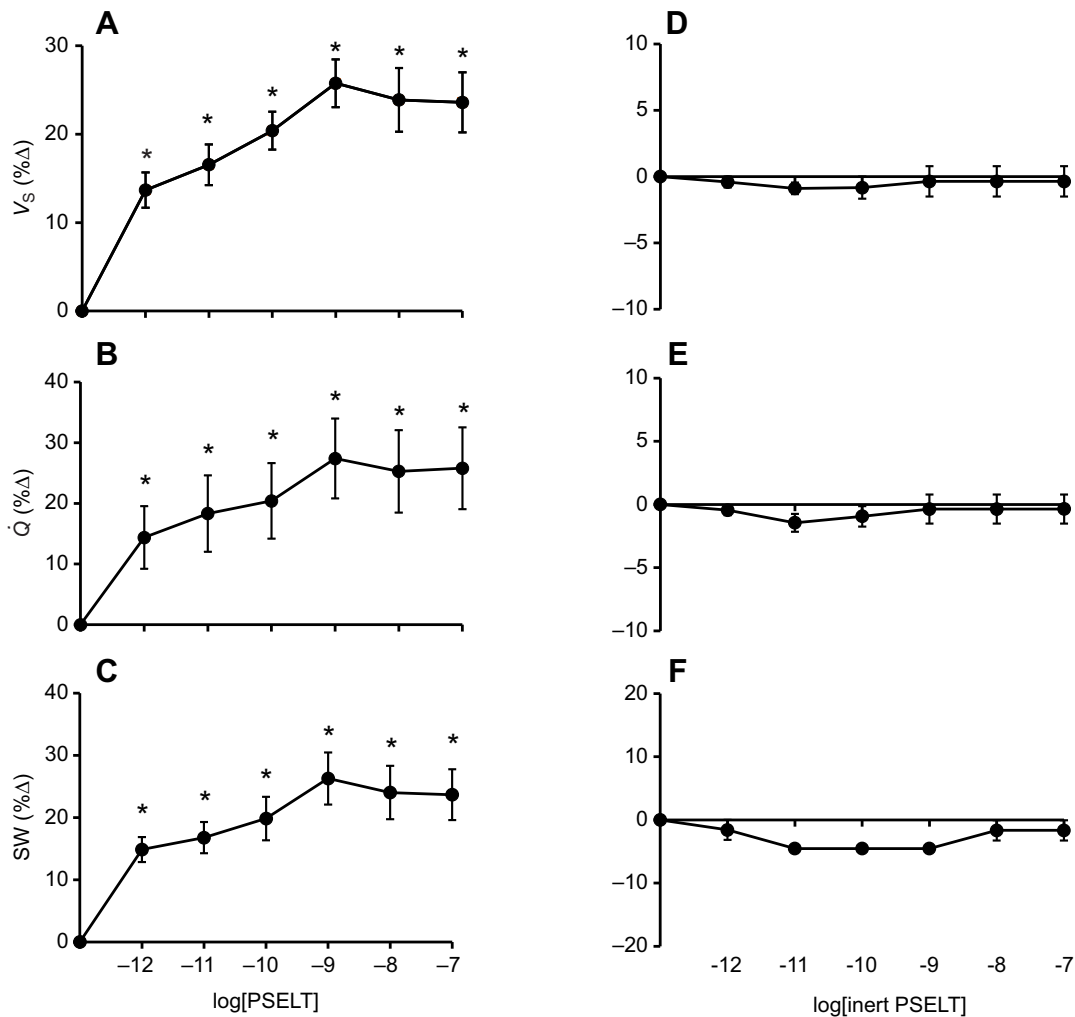 A
30
20
10
0
VS (%Δ)
* * * * * *
B
40
30
20
10
0
Q̇ (%Δ)
* * * * * *
C
40
30
20
10
0
SW (%Δ)
* * * * * *
–12 –11 –10 –9 –8 –7
log[PSELT]
D
10
5
0
–5
–10
E
10
5
0
–5
–10
F
20
10
0
–10
–20
-12 -11 -10 -9 -8 -7
log[inert PSELT]